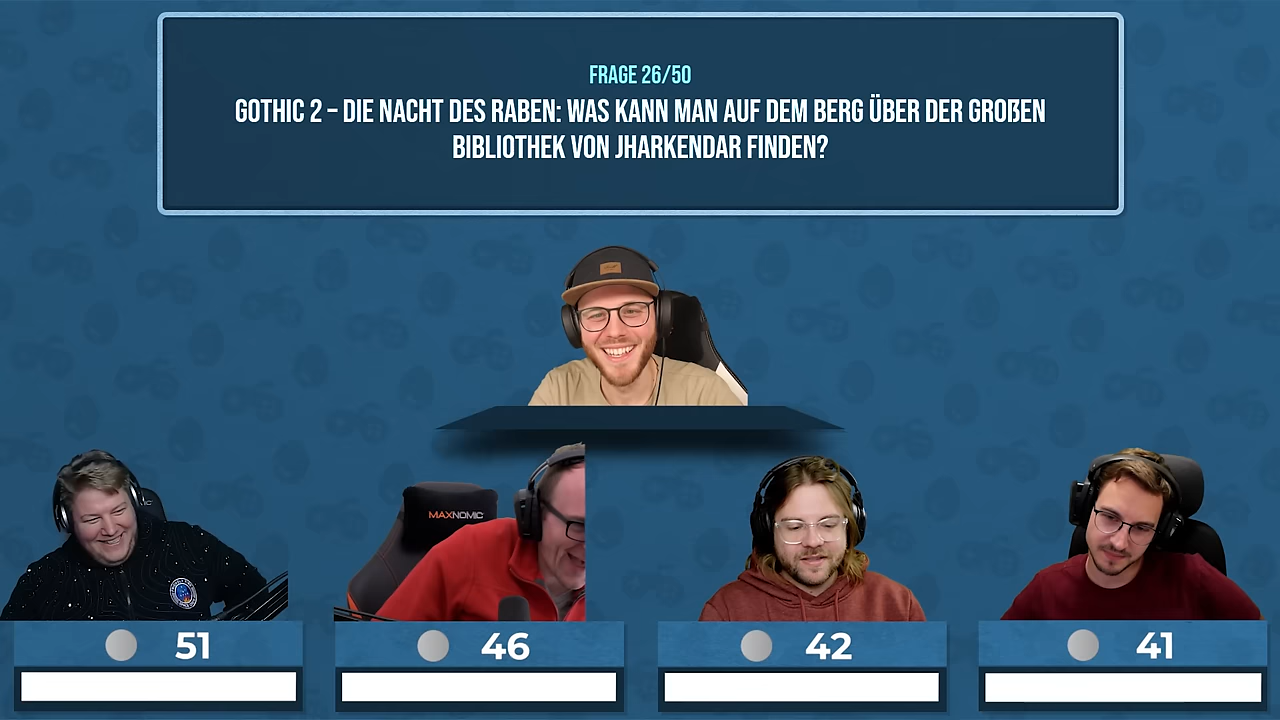 FRAGE 26/50
GOTHIC 2 – DIE NACHT DES RABEN: WAS KANN MAN AUF DEM BERG ÜBER DER GROẞEN
BIBLIOTHEK VON JHARKENDAR FINDEN?
MAXNOMIC
51
46
42
41